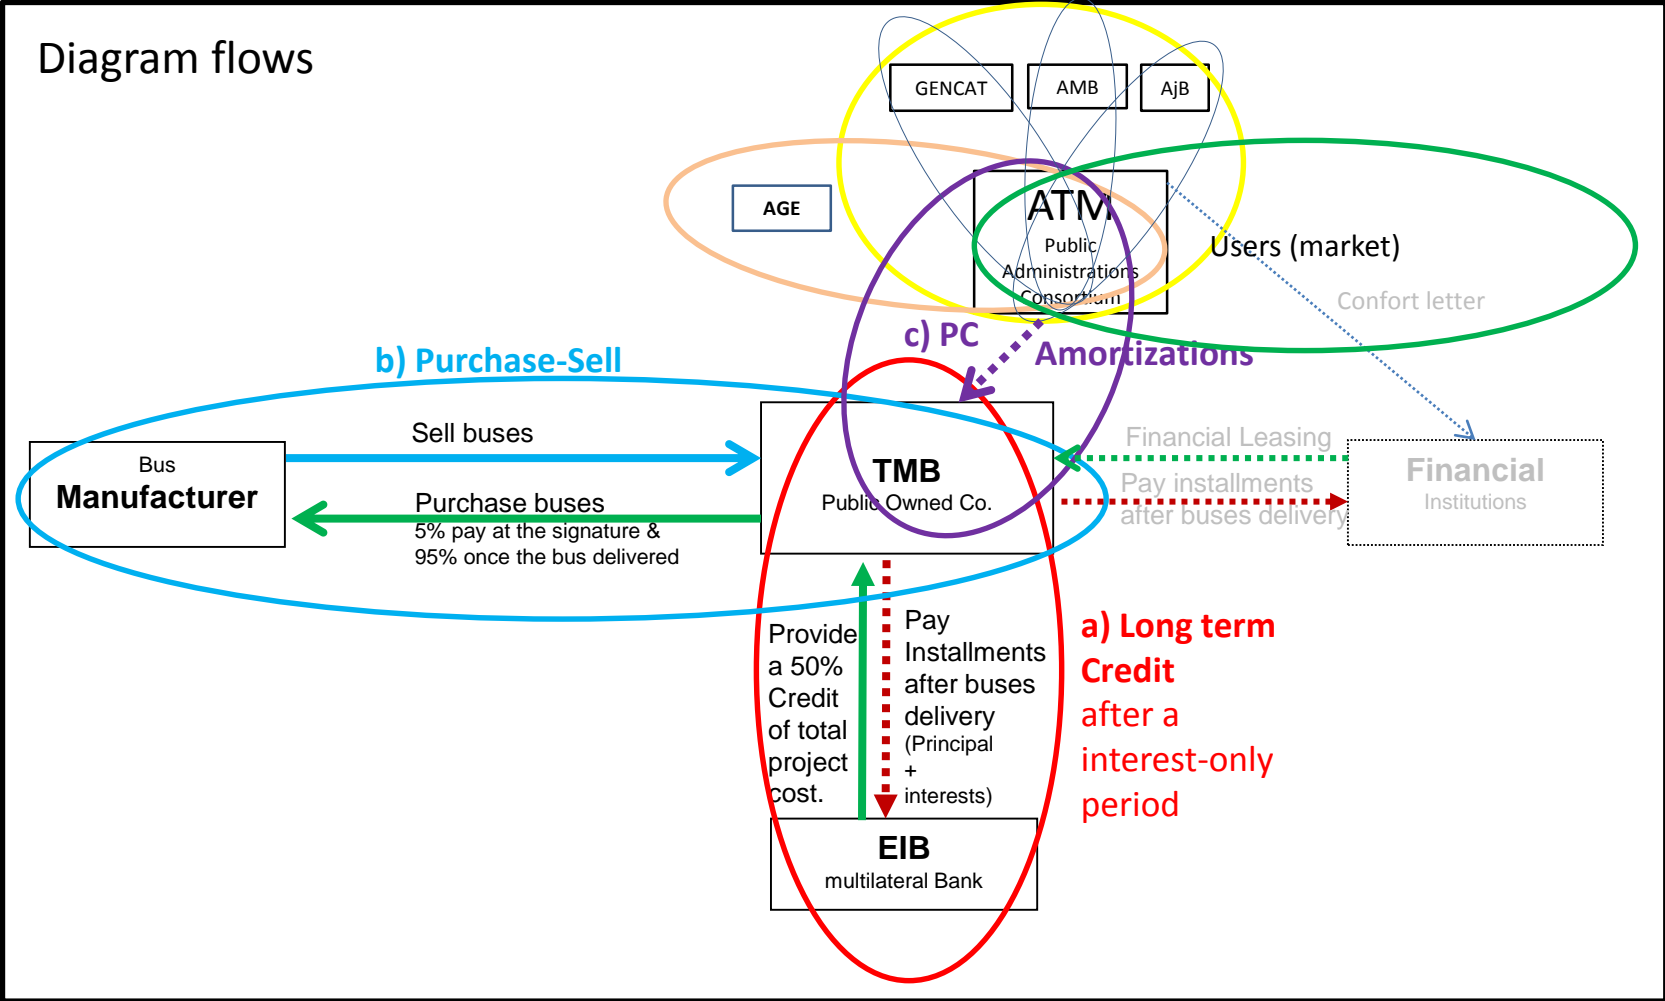 Diagram flows
GENCAT
AMB
AjB
AGE
ATM
Public
Administrations
Consortium
Users (market)
Confort letter
c) PC
Amortizations
b) Purchase-Sell
Sell buses
Bus
Manufacturer
Purchase buses
5% pay at the signature &
95% once the bus delivered
TMB
Public Owned Co.
Financial Leasing
Pay installments
after buses delivery
Financial
Institutions
Provide
a 50%
Credit
of total
project
cost.
Pay
Installments
after buses
delivery
(Principal
+
interests)
a) Long term
Credit
after a
interest-only
period
EIB
multilateral Bank